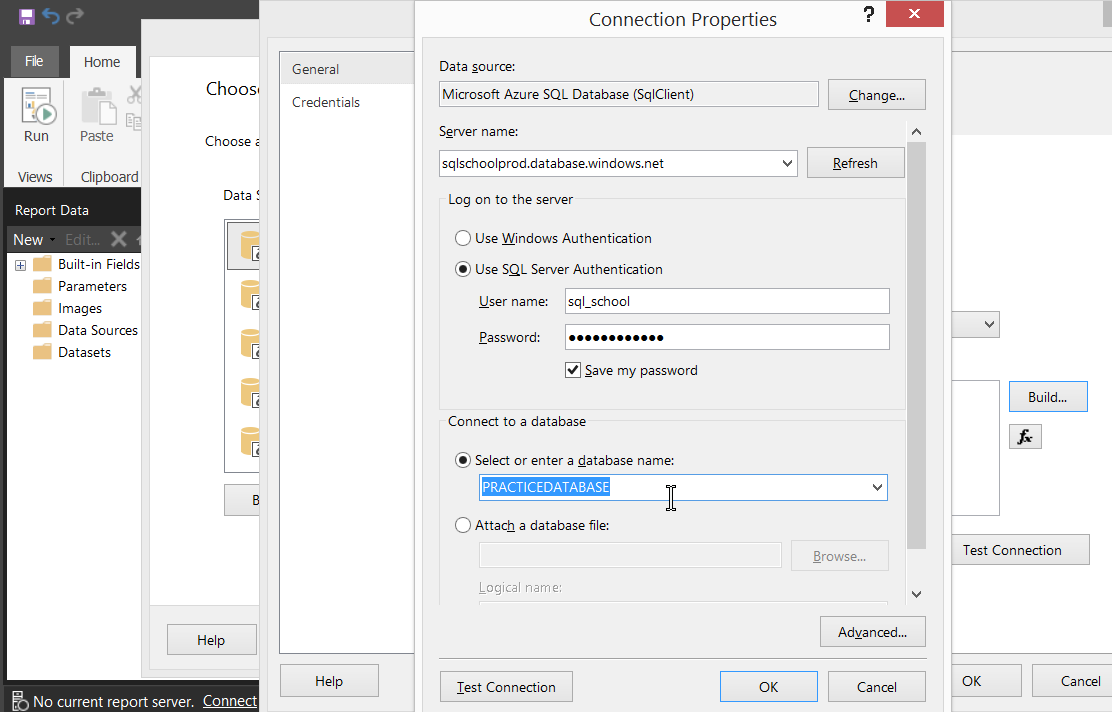 Connection Properties
?
File
Home
General
Credentials
Data source:
Microsoft Azure SQL Database (SqlClient)
Change...
Choose
Choose a
Server name:
sqlschoolprod.database.windows.net
Refresh
Run
Paste
Views
Clipboard
Data S
Log on to the server
Report Data
New
Edit...
Use Windows Authentication
Use SQL Server Authentication
Built-in Fields
Parameters
Images
Data Sources
Datasets
User name:
sql_school
Password:
●●●●●●●●●●●●
Save my password
Build...
fx
Connect to a database
Select or enter a database name:
PRACTICEDATABASE
B
Attach a database file:
Browse...
Test Connection
Logical name:
Advanced...
Help
Help
Test Connection
OK
Cancel
OK
Cancel
No current report server.
Connect